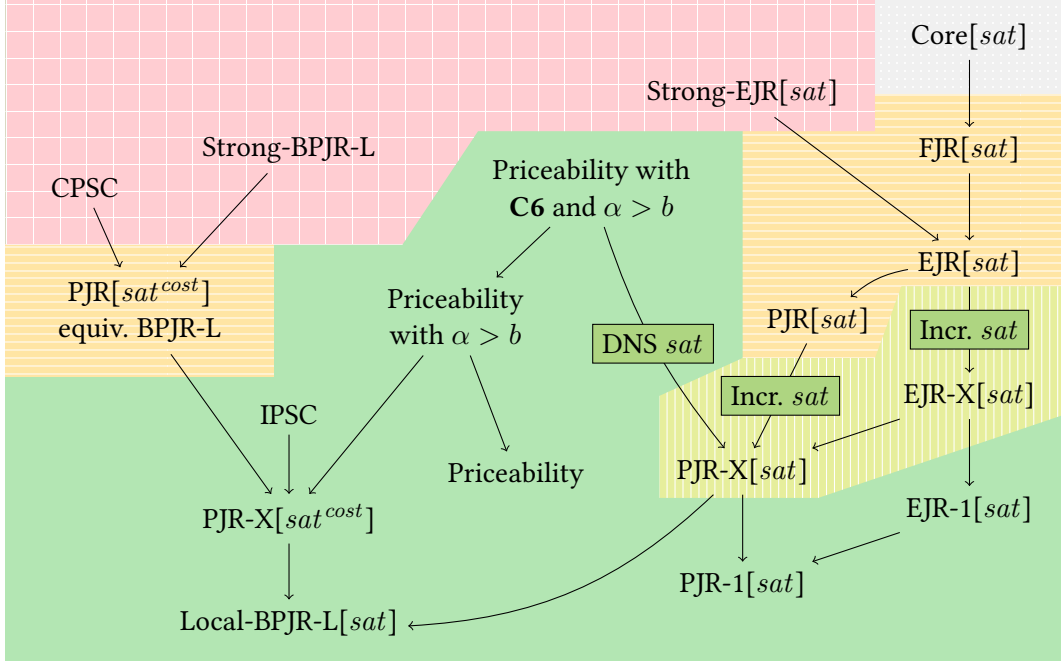 Core[sat]
Strong-EJR[sat]
Strong-BPJR-L
FJR[sat]
Priceability with
C6 and α > b
CPSC
EJR[sat]
PJR[sat^cost]
equiv. BPJR-L
Priceability
with α > b
PJR[sat]
Incr. sat
DNS sat
EJR-X[sat]
Incr. sat
IPSC
PJR-X[sat]
Priceability
EJR-1[sat]
PJR-X[sat^cost]
PJR-1[sat]
Local-BPJR-L[sat]